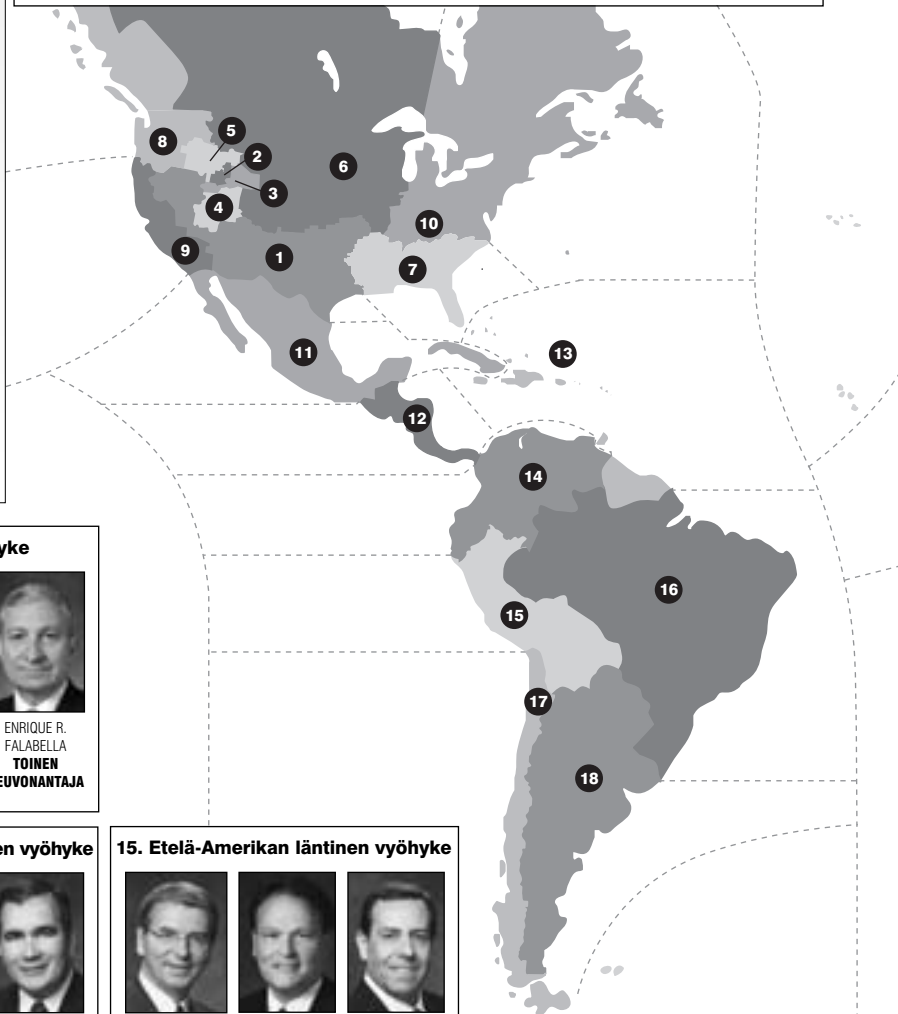 5
8
2
6
3
4
10
9
1
7
11
13
12
14
yke
16
15
ENRIQUE R.
FALABELLA
TOINEN
EUVONANTAJA
17
18
en vyöhyke
15. Etelä-Amerikan läntinen vyöhyke